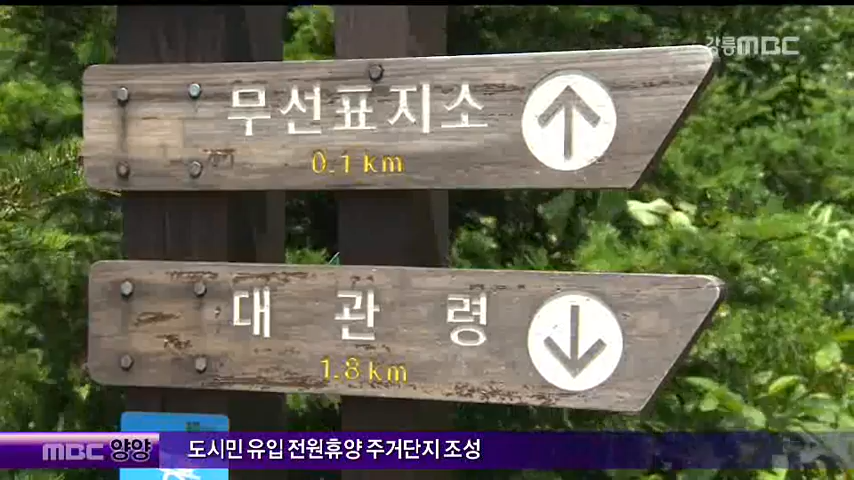 강릉MBC
무선표지소
0.1 km
대관령
1.8 km
MBC 양양 도시민 유입 전원휴양 주거단지 조성